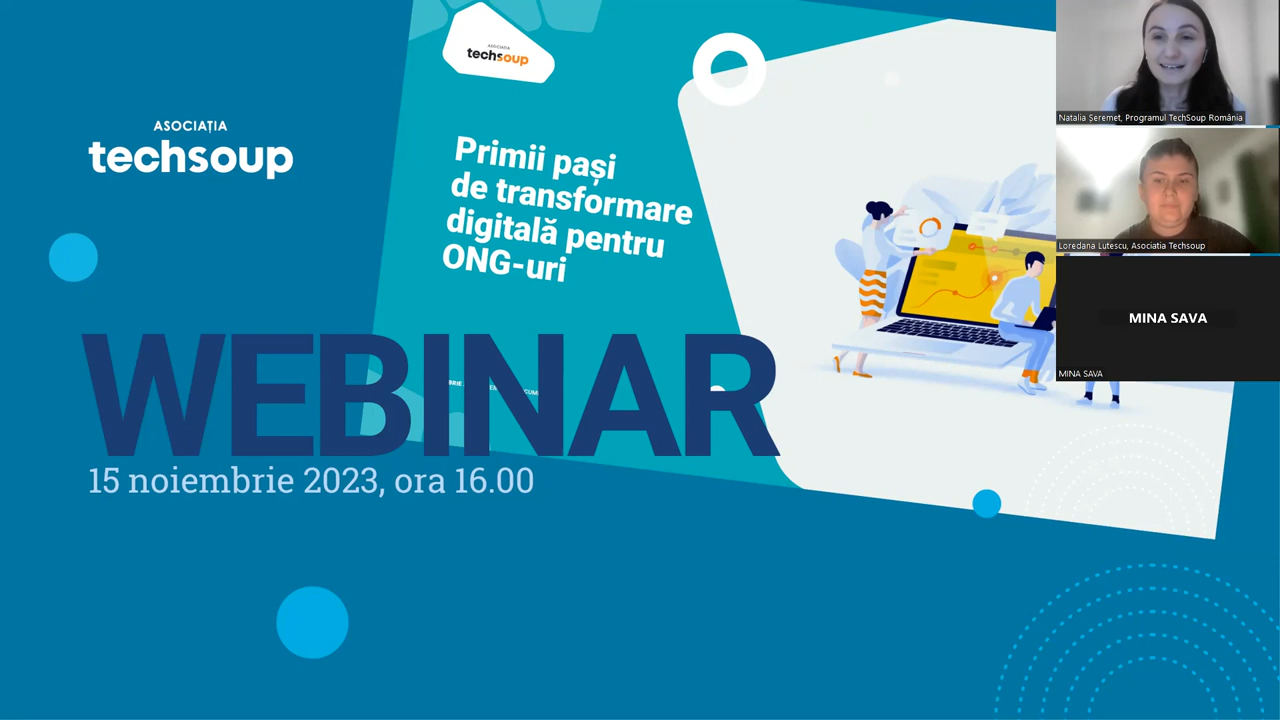 ASOCIAȚIA
techsoup
ASOCIAȚIA
techsoup
Primii pași
de transformare
digitală pentru
ONG-uri
WEBINAR
15 noiembrie 2023, ora 16.00
Natalia Șeremet, Programul TechSoup România
Loredana Lutescu, Asociatia Techsoup
MINA SAVA
MINA SAVA